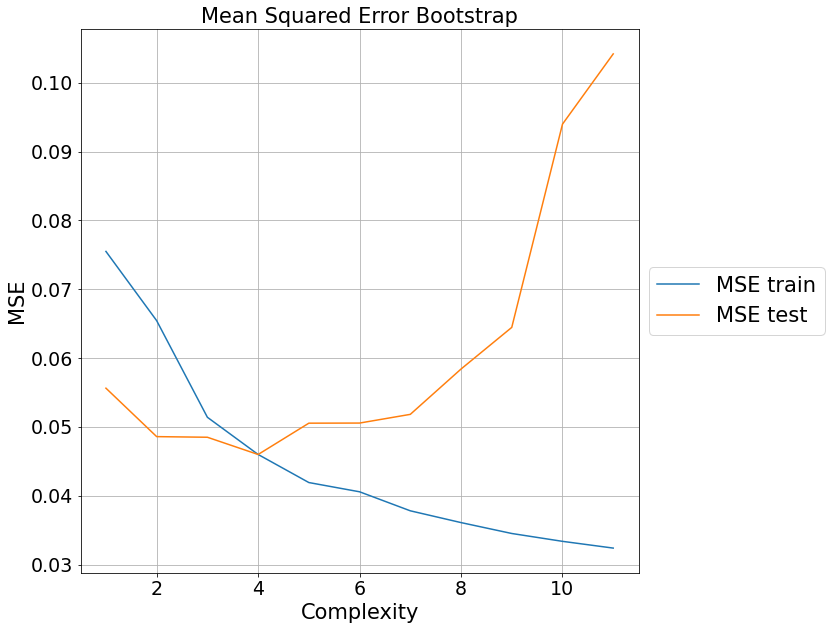 Mean Squared Error Bootstrap
MSE
0.10
0.09
0.08
0.07
0.06
0.05
0.04
0.03
2 4 6 8 10
Complexity
MSE train
MSE test